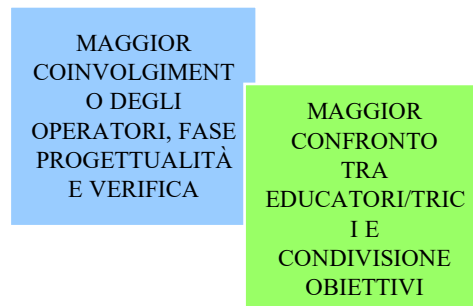 MAGGIOR
COINVOLGIMENT
O DEGLI
OPERATORI, FASE
PROGETTUALITÀ
E VERIFICA
MAGGIOR
CONFRONTO
TRA
EDUCATORI/TRIC
I E
CONDIVISIONE
OBIETTIVI